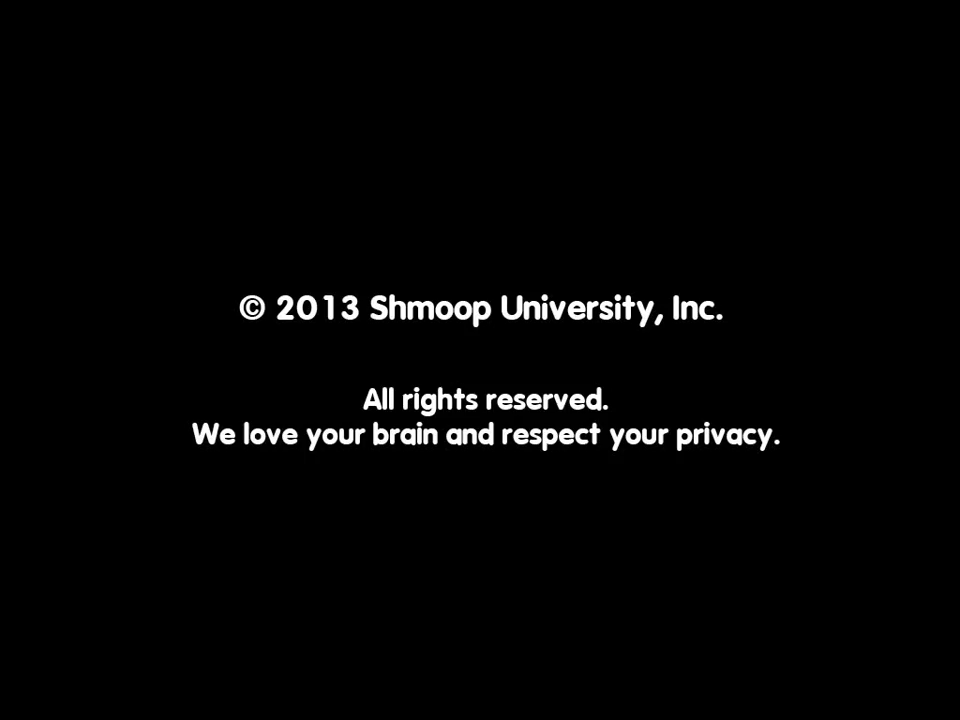 © 2013 Shmoop University, Inc.
All rights reserved.
We love your brain and respect your privacy.